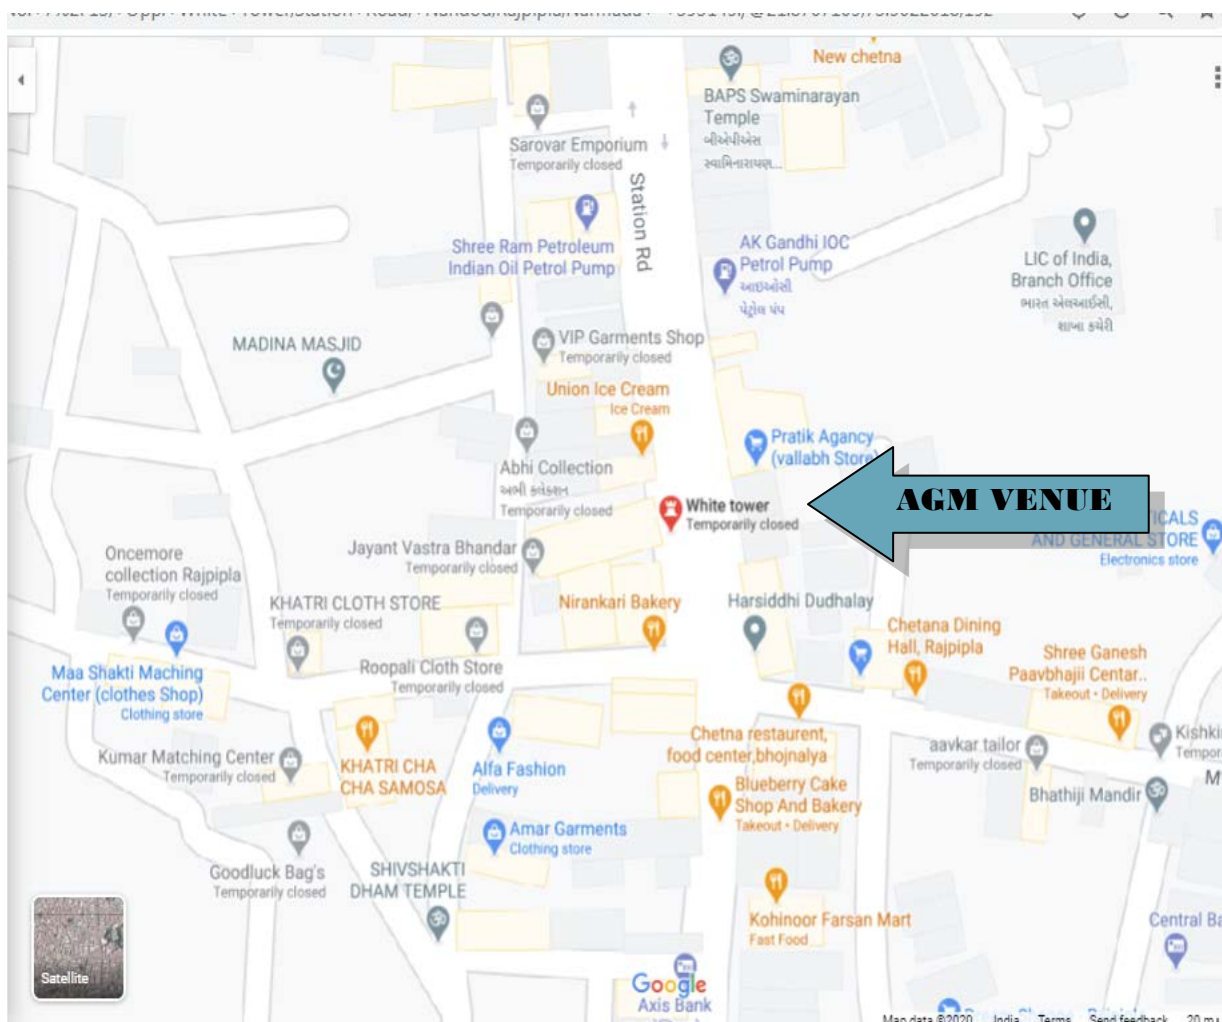 New chetna
BAPS Swaminarayan
Temple
બીએપીએસ
સ્વામિનારાયણ...
Sarovar Emporium
Temporarily closed
Station Rd
Shree Ram Petroleum
Indian Oil Petrol Pump
AK Gandhi IOC
Petrol Pump
આઇઓસી
પેટ્રોલ પંપ
LIC of India,
Branch Office
ભારત એલઆઈસી,
શાખા કચેરી
MADINA MASJID
VIP Garments Shop
Temporarily closed
Union Ice Cream
Ice Cream
Pratik Agancy
(vallabh Store)
Abhi Collection
અભી કલેકશન
Temporarily closed
White tower
Temporarily closed
AGM VENUE
ICALS
AND GENERAL STORE
Electronics store
Jayant Vastra Bhandar
Temporarily closed
Oncemore
collection Rajpipla
Temporarily closed
KHATRI CLOTH STORE
Temporarily closed
Nirankari Bakery
Harsiddhi Dudhalay
Chetana Dining
Hall, Rajpipla
Shree Ganesh
Paavbhajii Centar..
Takeout • Delivery
Maa Shakti Maching
Center (clothes Shop)
Clothing store
Roopali Cloth Store
Temporarily closed
Kumar Matching Center
Temporarily closed
KHATRI CHA
CHA SAMOSA
Alfa Fashion
Delivery
Chetna restaurent,
food center,bhojnalya
Blueberry Cake
Shop And Bakery
Takeout • Delivery
aavkar tailor
Temporarily closed
Kishki
Tempor
M
Bhathiji Mandir
Amar Garments
Clothing store
Goodluck Bag's
Temporarily closed
SHIVSHAKTI
DHAM TEMPLE
Kohinoor Farsan Mart
Fast Food
Central Ba
Satellite
Google
Axis Bank
Map data ©2020 India Terms Send feedback 20 m